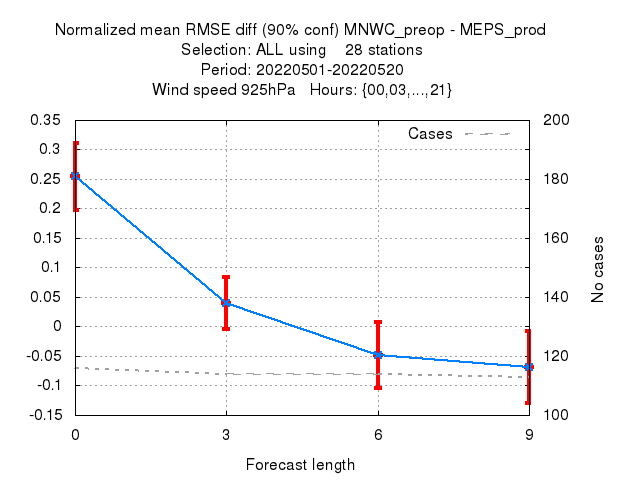 Normalized mean RMSE diff (90% conf) MNWC_preop - MEPS_prod
Selection: ALL using 28 stations
Period: 20220501-20220520
Wind speed 925hPa Hours: {00,03,...,21}
Cases
0.35
0.3
0.25
0.2
0.15
0.1
0.05
0
-0.05
-0.1
-0.15
200
180
160
140
120
100
No cases
0 3 6 9
Forecast length